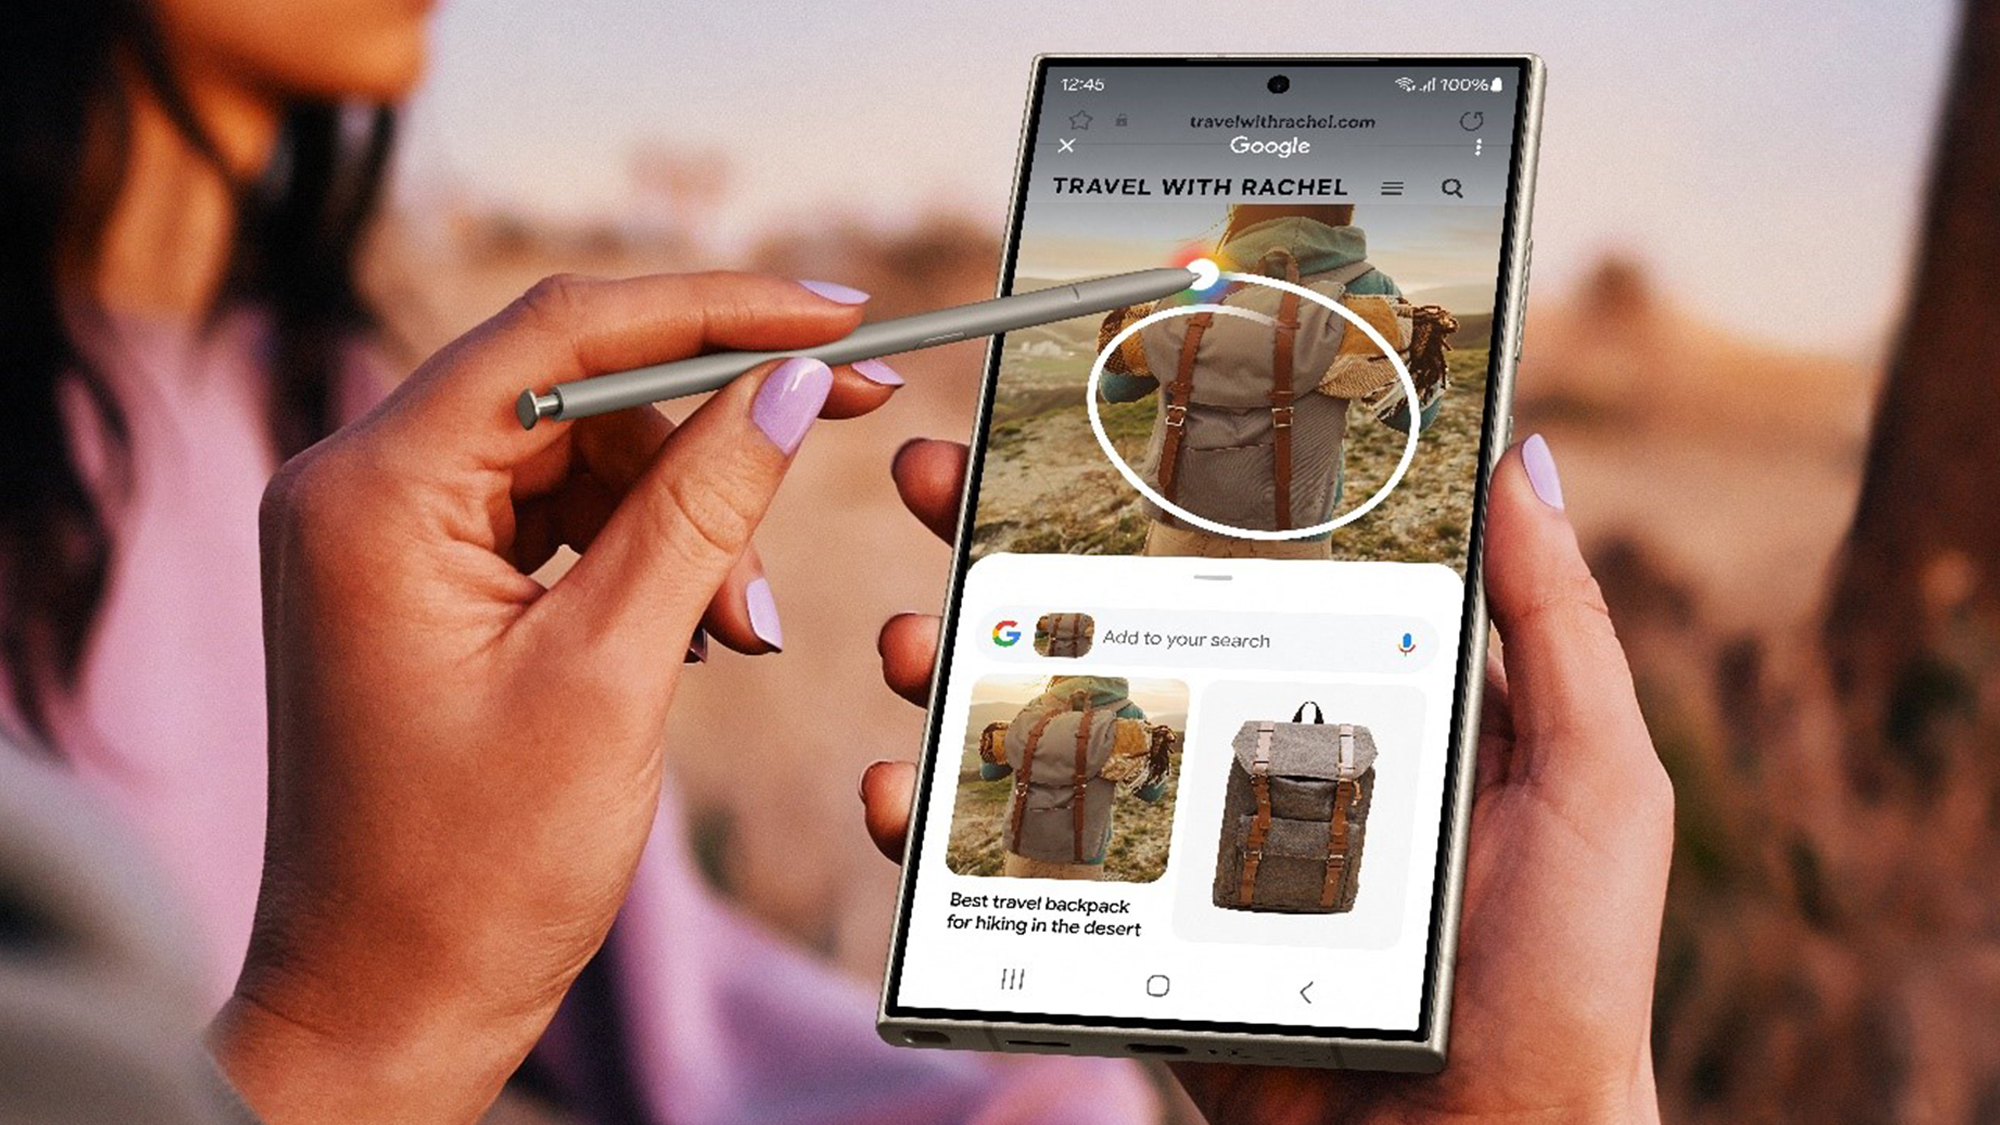 12:45
100%
travelwithrachel.com
Google
TRAVEL WITH RACHEL
G
Add to your search
Best travel backpack
for hiking in the desert